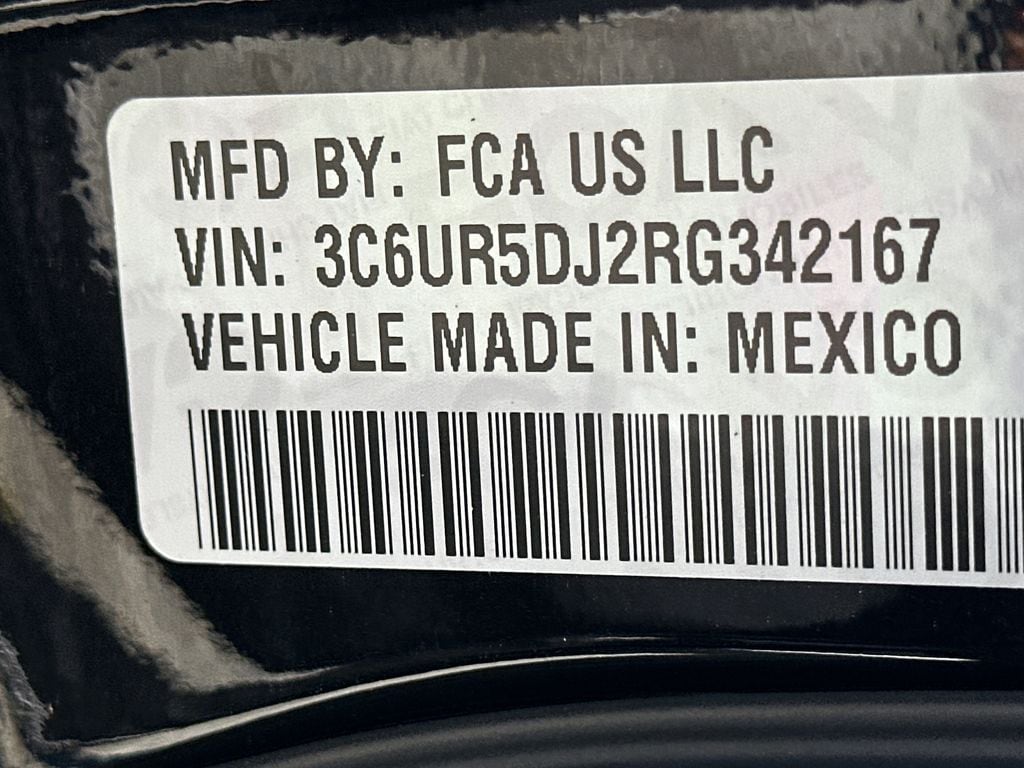 MFD BY: FCA US LLC
VIN: 3C6UR5DJ2RG342167
VEHICLE MADE IN: MEXICO